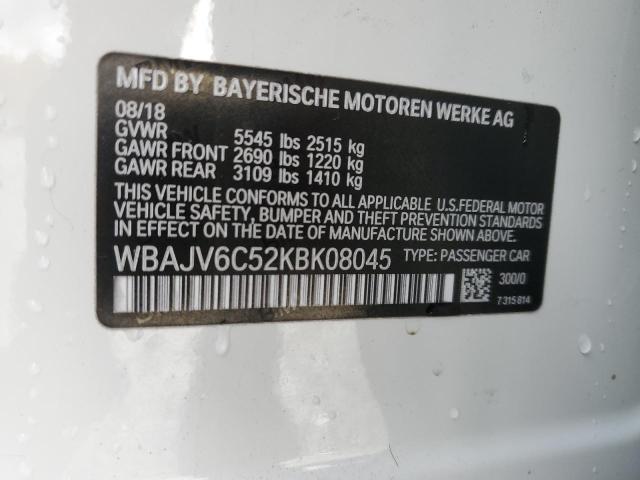 MFD BY BAYERISCHE MOTOREN WERKE AG
08/18
GVWR 5545 lbs 2515 kg
GAWR FRONT 2690 lbs 1220 kg
GAWR REAR 3109 lbs 1410 kg
THIS VEHICLE CONFORMS TO ALL APPLICABLE U.S.FEDERAL MOTOR
VEHICLE SAFETY, BUMPER AND THEFT PREVENTION STANDARDS
IN EFFECT ON THE DATE OF MANUFACTURE SHOWN ABOVE.
WBAJV6C52KBK08045 TYPE: PASSENGER CAR
300/0
7 315 814